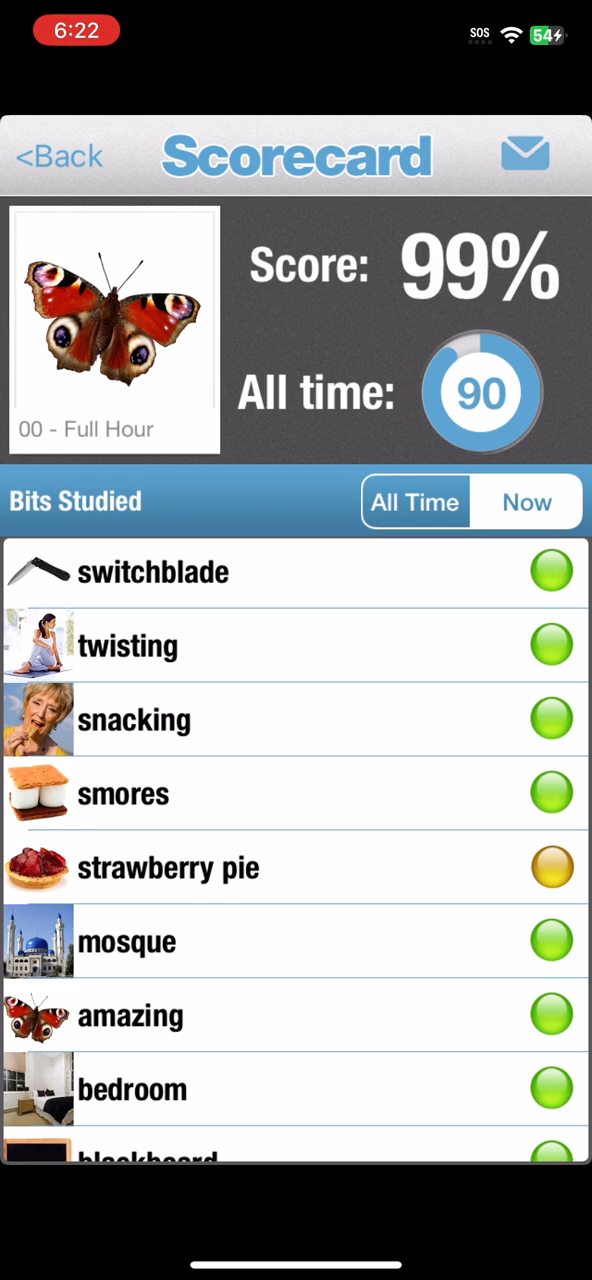 6:22
SOS
54
<Back
Scorecard
Score: 99%
All time: 90
00 - Full Hour
Bits Studied
All Time
Now
switchblade
twisting
snacking
smores
strawberry pie
mosque
amazing
bedroom
blackboard